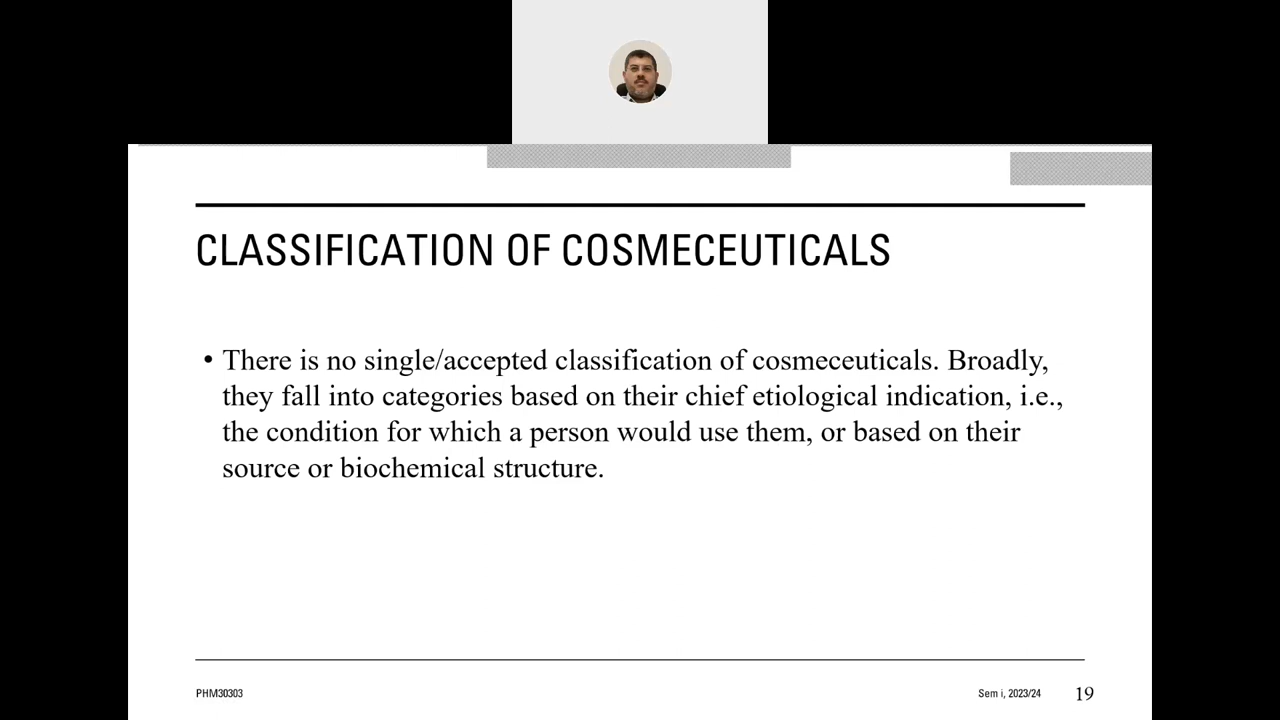 CLASSIFICATION OF COSMECEUTICALS
• There is no single/accepted classification of cosmeceuticals. Broadly,
they fall into categories based on their chief etiological indication, i.e.,
the condition for which a person would use them, or based on their
source or biochemical structure.
PHM30303
Sem i, 2023/24
19